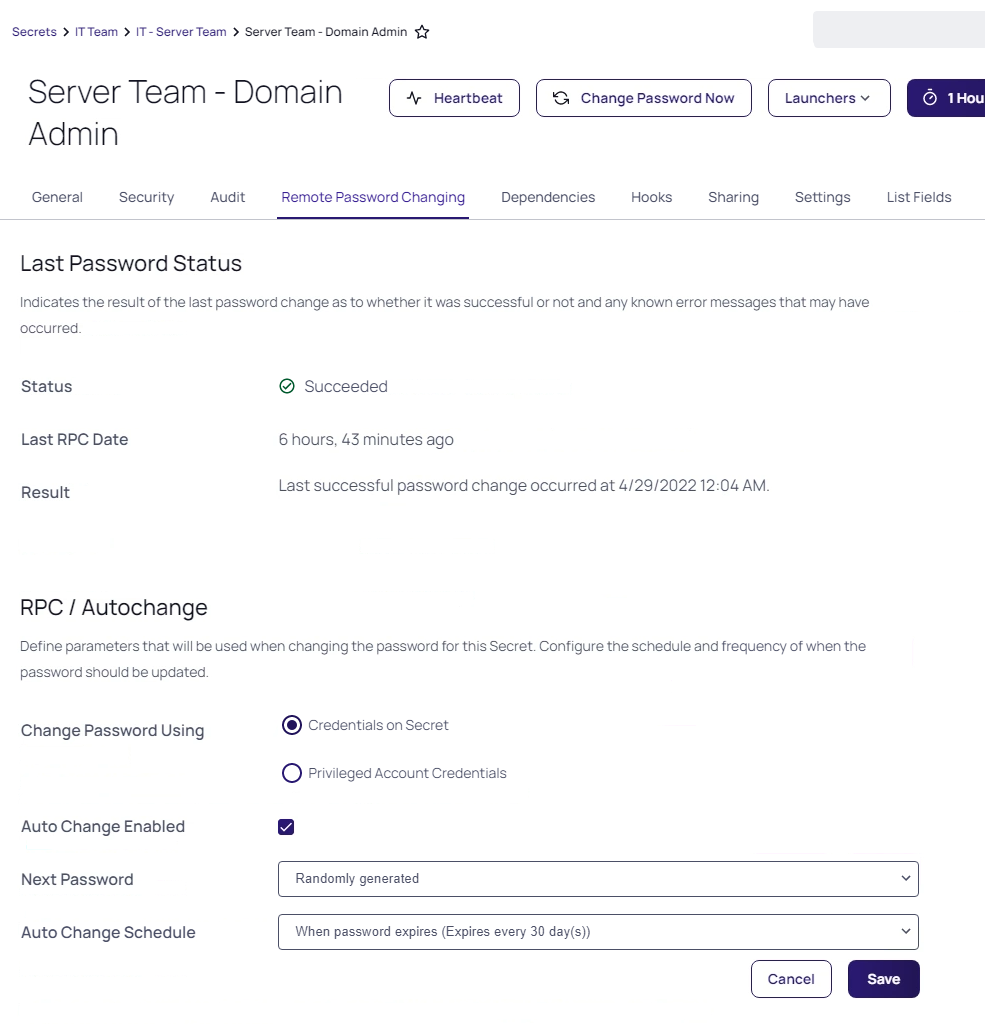 Secrets > IT Team > IT - Server Team > Server Team - Domain Admin
Server Team - Domain
Admin
Heartbeat
Change Password Now
Launchers
1 Hou
General Security Audit Remote Password Changing Dependencies Hooks Sharing Settings List Fields
Last Password Status
Indicates the result of the last password change as to whether it was successful or not and any known error messages that may have
occurred.
Status Succeeded
Last RPC Date 6 hours, 43 minutes ago
Result Last successful password change occurred at 4/29/2022 12:04 AM.
RPC / Autochange
Define parameters that will be used when changing the password for this Secret. Configure the schedule and frequency of when the
password should be updated.
Change Password Using Credentials on Secret
Privileged Account Credentials
Auto Change Enabled
Next Password Randomly generated
Auto Change Schedule When password expires (Expires every 30 day(s))
Cancel Save